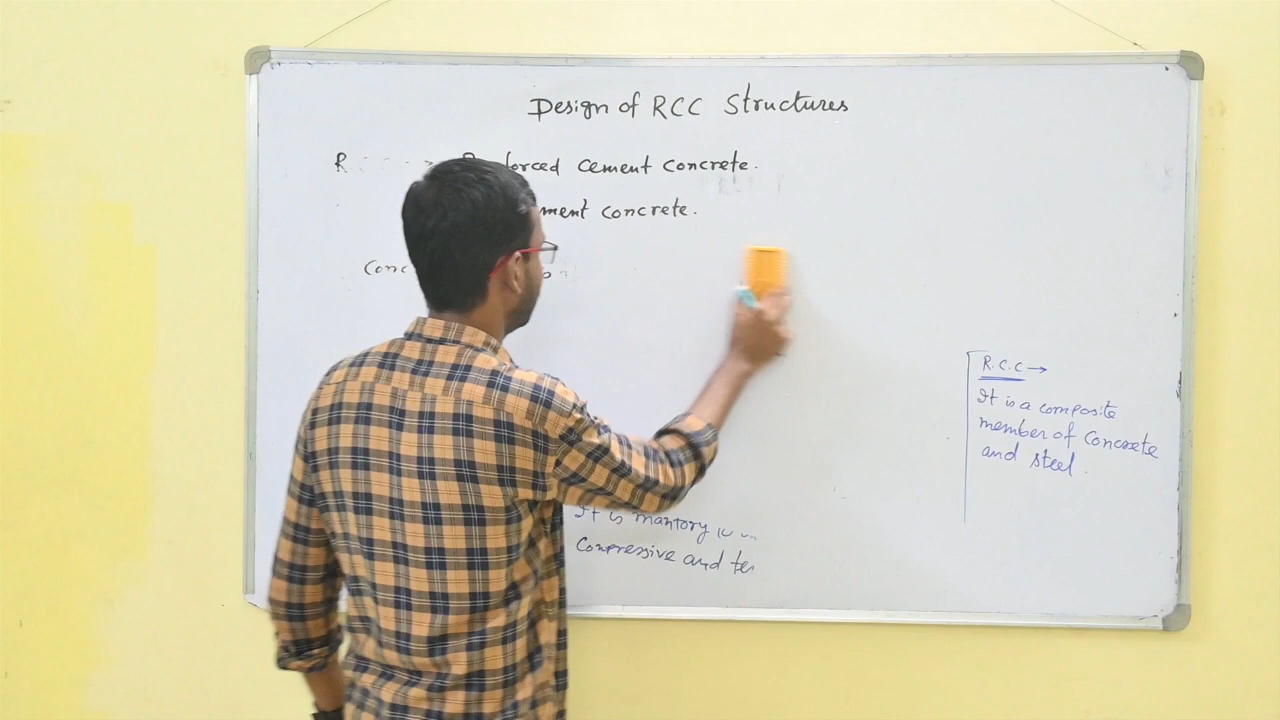 Design of RCC Structures
R forced Cement Concrete.
ment Concrete.
Conc
R.C.C →
It is a composite
member of Concrete
and steel.
It is mantory
Compressive and te